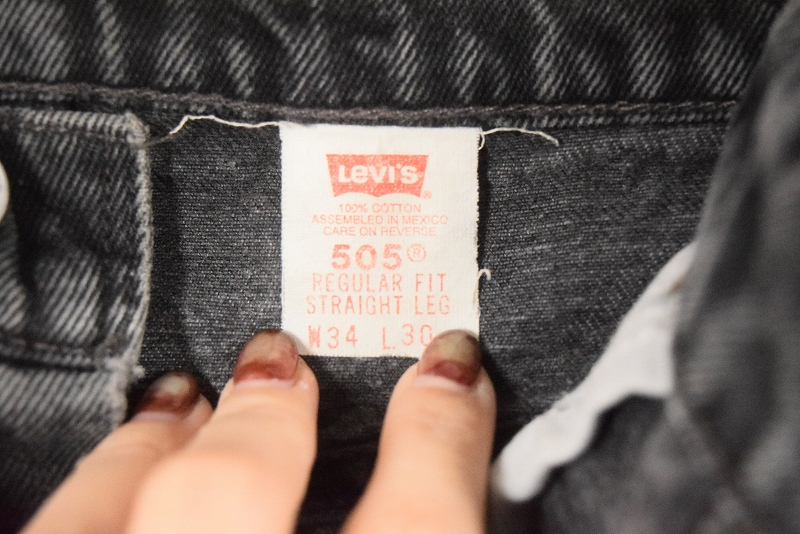 LEVI'S®
100% COTTON
ASSEMBLED IN MEXICO
CARE ON REVERSE
505®
REGULAR FIT
STRAIGHT LEG
W34 L30